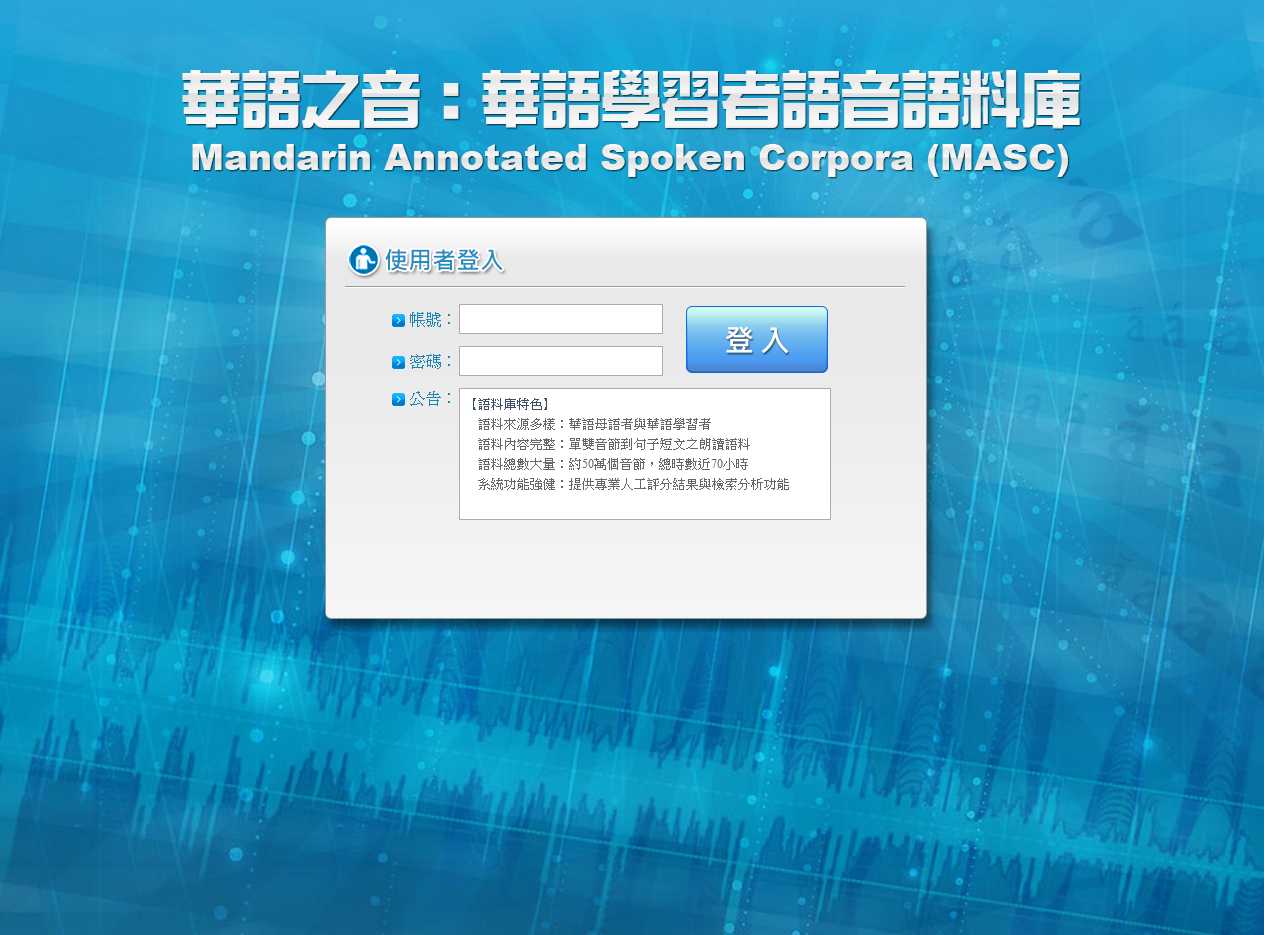 華語之音：華語學習者語音語料庫
Mandarin Annotated Spoken Corpora (MASC)
使用者登入
帳號：
登入
密碼：
公告：
【語料庫特色】
語料來源多樣：華語母語者與華語學習者
語料內容完整：單雙音節到句子短文之朗讀語料
語料總數大量：約50萬個音節，總時數近70小時
系統功能強健：提供專業人工評分結果與檢索分析功能